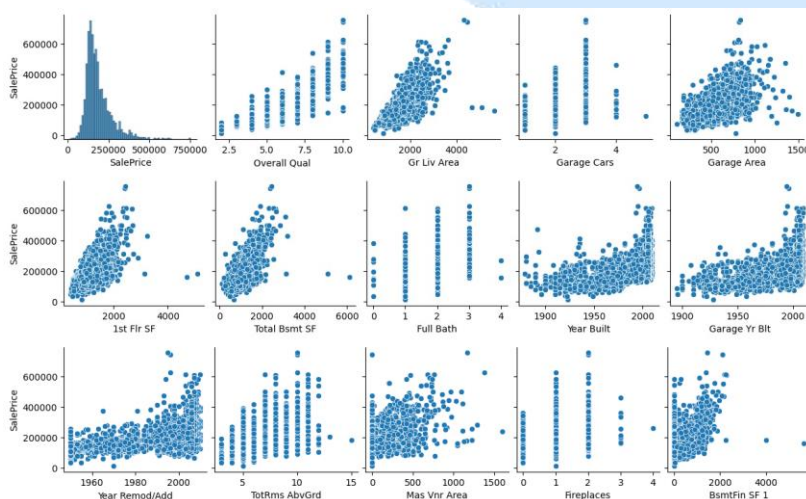 SalePrice
600000
400000
200000
0
0 250000 500000 750000
SalePrice
2.5 5.0 7.5 10.0
Overall Qual
2000 4000
Gr Liv Area
2 4
Garage Cars
500 1000 1500
Garage Area
SalePrice
600000
400000
200000
0
0 2000 4000
1st Flr SF
0 2000 4000 6000
Total Bsmt SF
0 1 2 3 4
Full Bath
1900 1950 2000
Year Built
1900 1950 2000
Garage Yr Blt
SalePrice
600000
400000
200000
0
1960 1980 2000
Year Remod/Add
5 10 15
TotRms AbvGrd
0 500 1000 1500
Mas Vnr Area
0 1 2 3 4
Fireplaces
0 2000 4000
BsmtFin SF 1